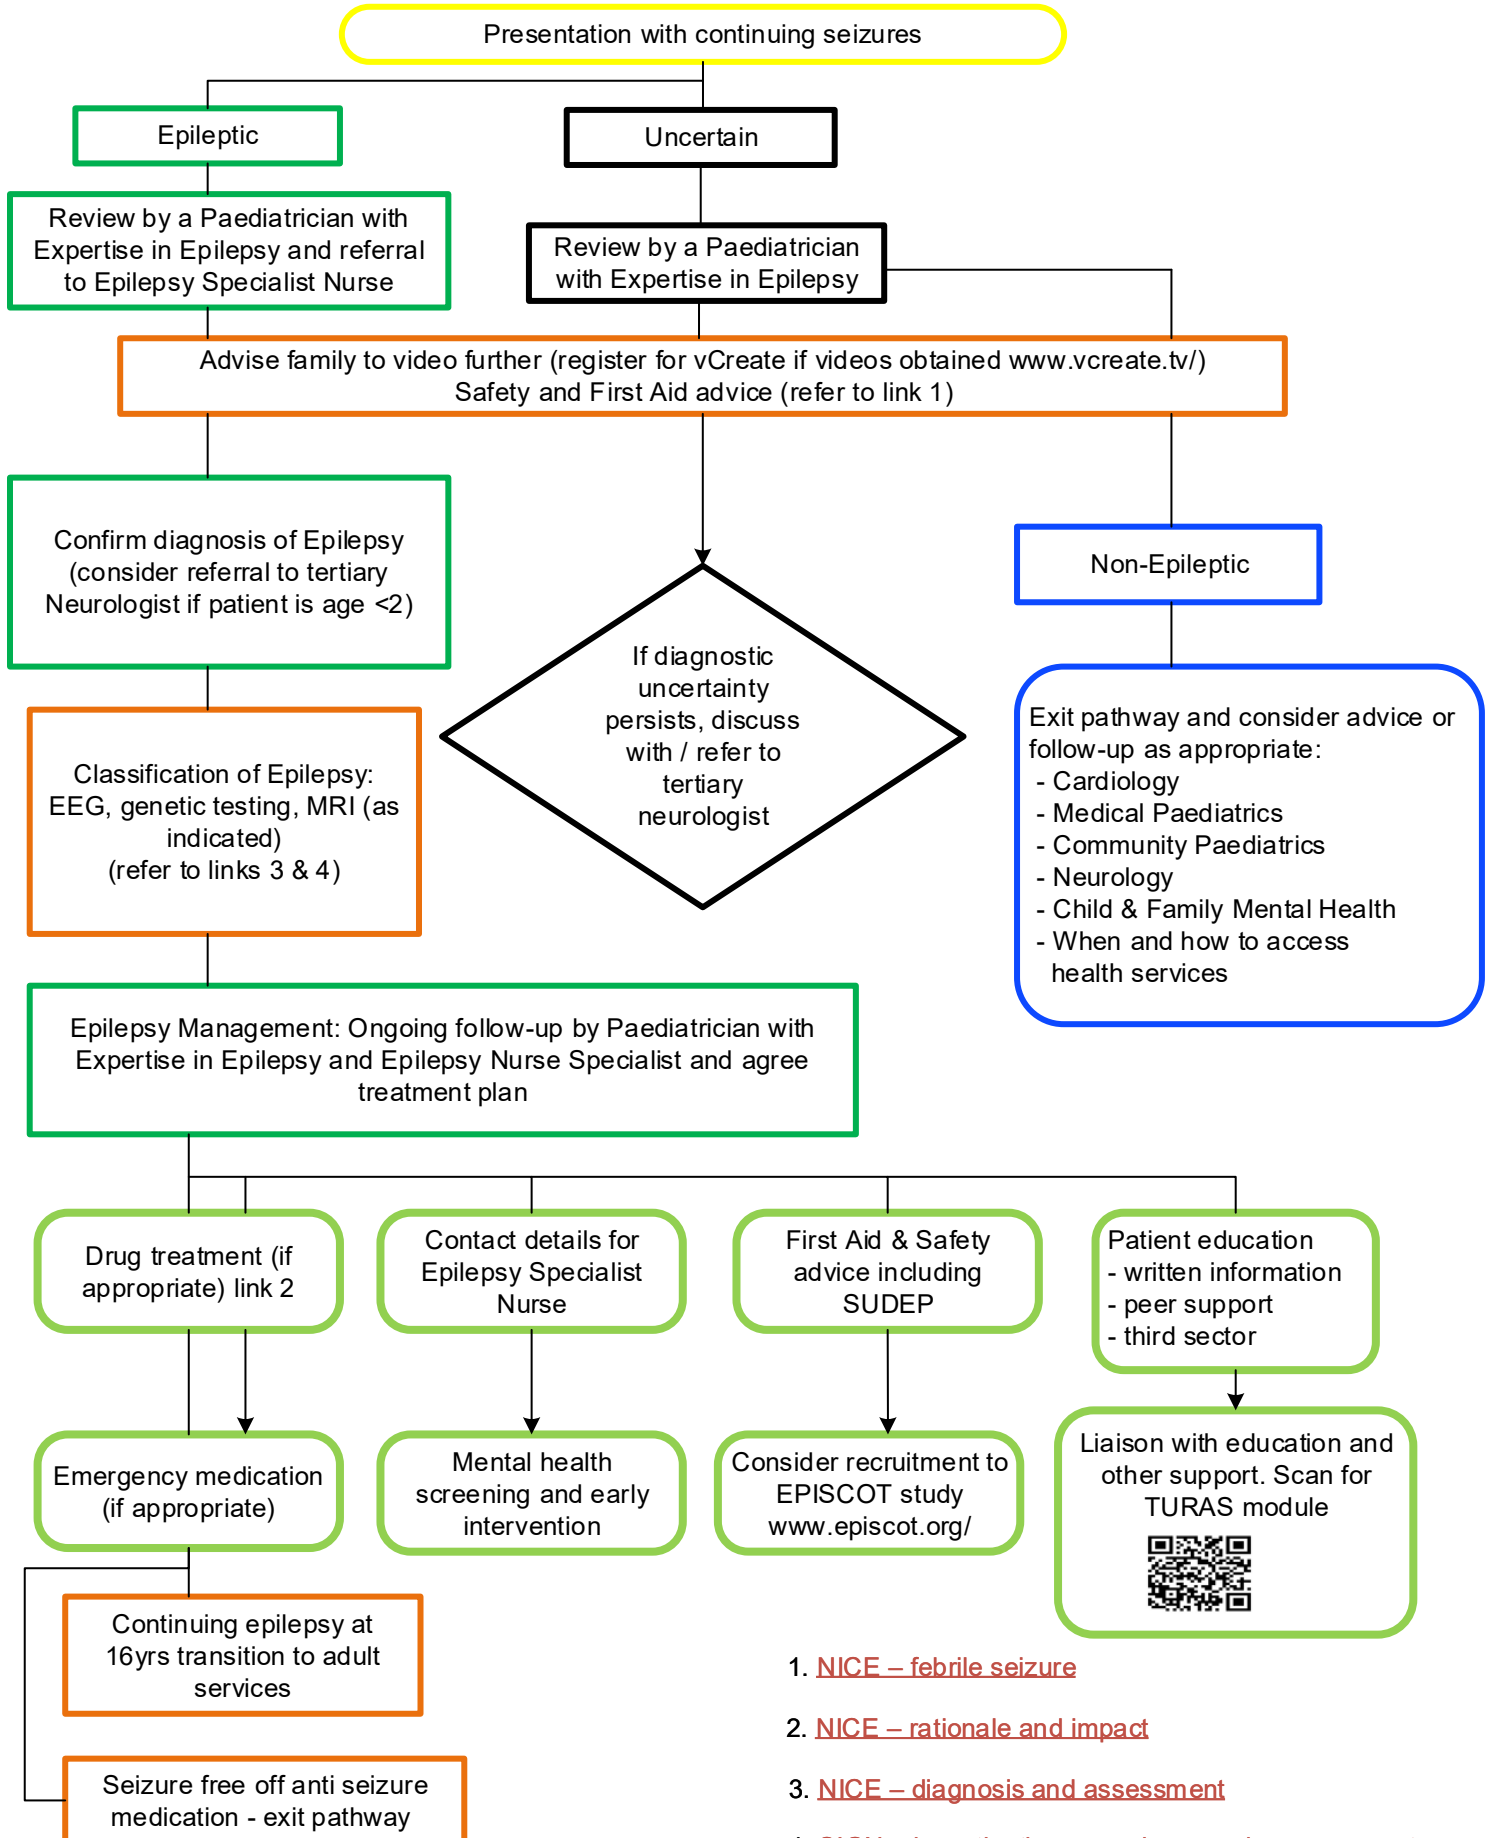 Presentation with continuing seizures
Epileptic
Uncertain
Review by a Paediatrician with
Expertise in Epilepsy and referral
to Epilepsy Specialist Nurse
Review by a Paediatrician
with Expertise in Epilepsy
Advise family to video further (register for vCreate if videos obtained www.vcreate.tv/)
Safety and First Aid advice (refer to link 1)
Confirm diagnosis of Epilepsy
(consider referral to tertiary
Neurologist if patient is age <2)
If diagnostic
uncertainty
persists, discuss
with / refer to
tertiary
neurologist
Non-Epileptic
Exit pathway and consider advice or
follow-up as appropriate:
- Cardiology
- Medical Paediatrics
- Community Paediatrics
- Neurology
- Child & Family Mental Health
- When and how to access
health services
Classification of Epilepsy:
EEG, genetic testing, MRI (as
indicated)
(refer to links 3 & 4)
Epilepsy Management: Ongoing follow-up by Paediatrician with
Expertise in Epilepsy and Epilepsy Nurse Specialist and agree
treatment plan
Drug treatment (if
appropriate) link 2
Contact details for
Epilepsy Specialist
Nurse
First Aid & Safety
advice including
SUDEP
Patient education
- written information
- peer support
- third sector
Emergency medication
(if appropriate)
Mental health
screening and early
intervention
Consider recruitment to
EPISCOT study
www.episcot.org/
Liaison with education and
other support. Scan for
TURAS module
Continuing epilepsy at
16yrs transition to adult
services
Seizure free off anti seizure
medication - exit pathway
1. NICE – febrile seizure
2. NICE – rationale and impact
3. NICE – diagnosis and assessment